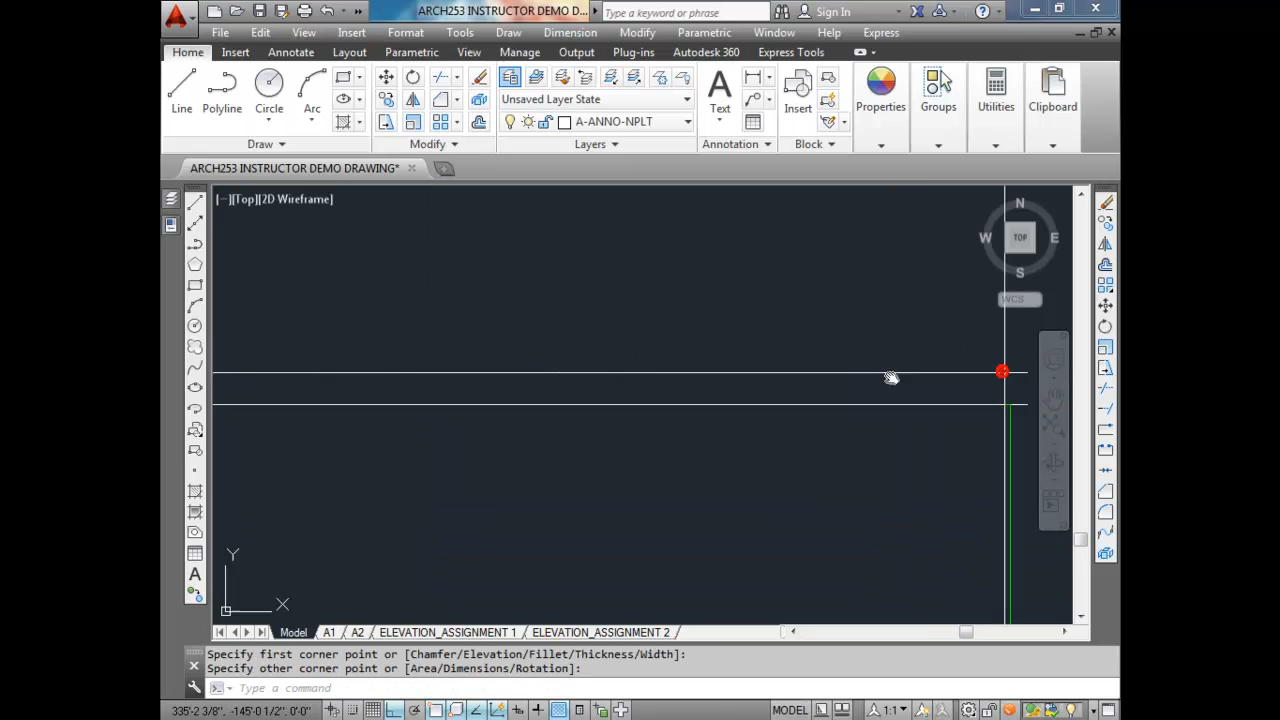 ARCH253 INSTRUCTOR DEMO D...
Type a keyword or phrase
Sign In
File Edit View Insert Format Tools Draw Dimension Modify Parametric Window Help Express
Home Insert Annotate Layout Parametric View Manage Output Plug-ins Autodesk 360 Express Tools
Line Polyline Circle Arc
Unsaved Layer State
A-ANNO-NPLT
Text Insert Properties Groups Utilities Clipboard
Draw Modify Layers Annotation Block
ARCH253 INSTRUCTOR DEMO DRAWING*
[−][Top][2D Wireframe]
N
W TOP E
S
WCS
Y
X
A
Model A1 A2 ELEVATION_ASSIGNMENT 1 ELEVATION_ASSIGNMENT 2
Specify first corner point or [Chamfer/Elevation/Fillet/Thickness/Width]:
Specify other corner point or [Area/Dimensions/Rotation]:
Type a command
335'-2 3/8", -145'-0 1/2", 0'-0" MODEL 1:1